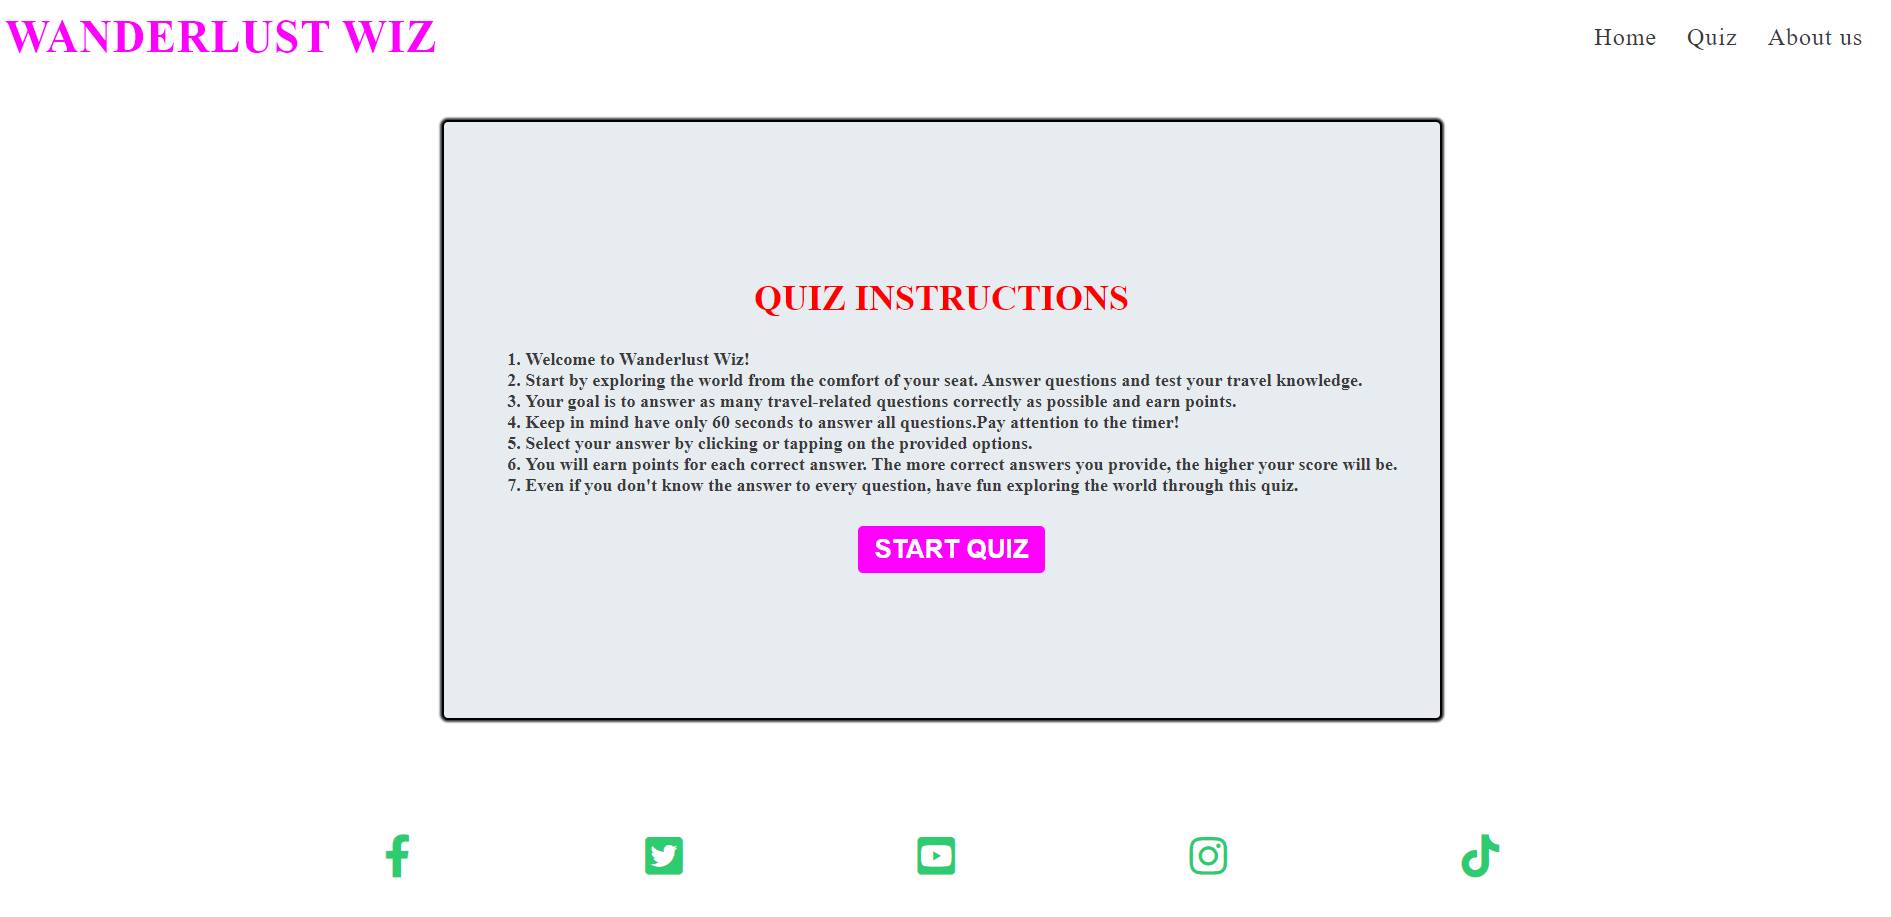 WANDERLUST WIZ
Home Quiz About us
QUIZ INSTRUCTIONS
1. Welcome to Wanderlust Wiz!
2. Start by exploring the world from the comfort of your seat. Answer questions and test your travel knowledge.
3. Your goal is to answer as many travel-related questions correctly as possible and earn points.
4. Keep in mind have only 60 seconds to answer all questions.Pay attention to the timer!
5. Select your answer by clicking or tapping on the provided options.
6. You will earn points for each correct answer. The more correct answers you provide, the higher your score will be.
7. Even if you don't know the answer to every question, have fun exploring the world through this quiz.
START QUIZ